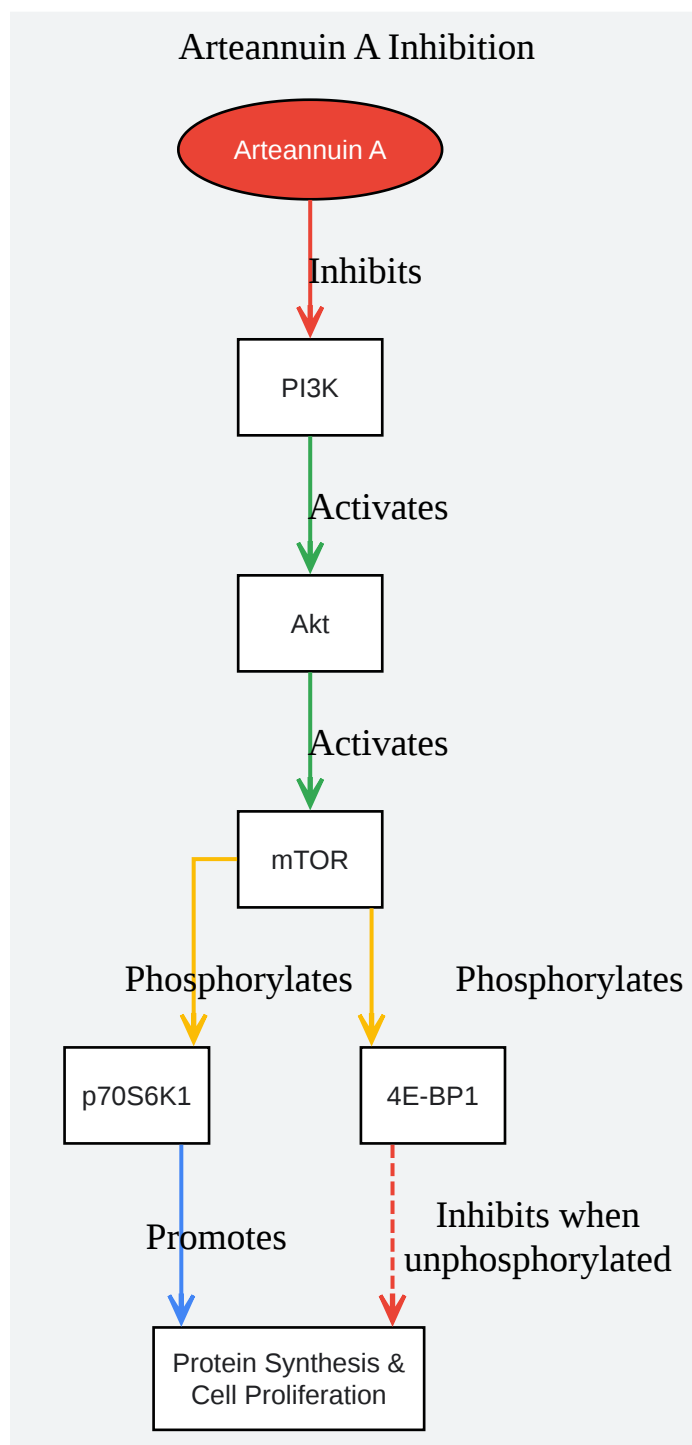 Arteannuin A Inhibition
Arteannuin A
Inhibits
PI3K
Activates
Akt
Activates
mTOR
Phosphorylates
Phosphorylates
p70S6K1
4E-BP1
Promotes
Inhibits when
unphosphorylated
Protein Synthesis &
Cell Proliferation